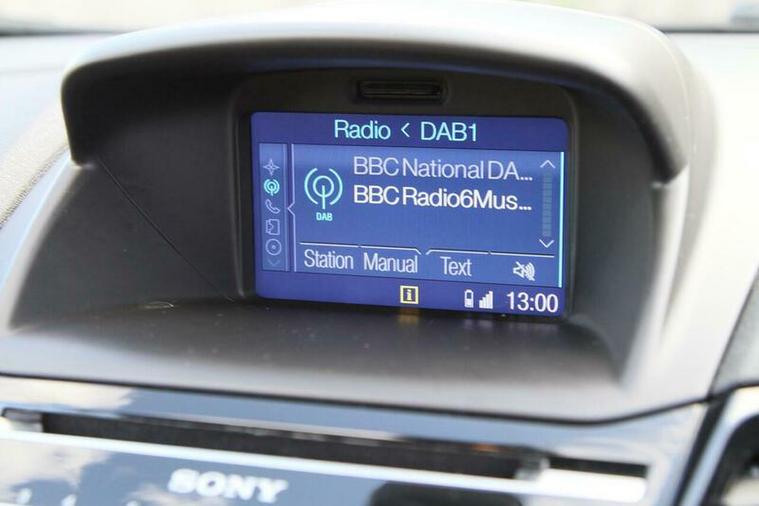 Radio < DAB1
BBC National DA...
BBC Radio6Mus...
DAB
Station Manual Text
i 13:00
SONY